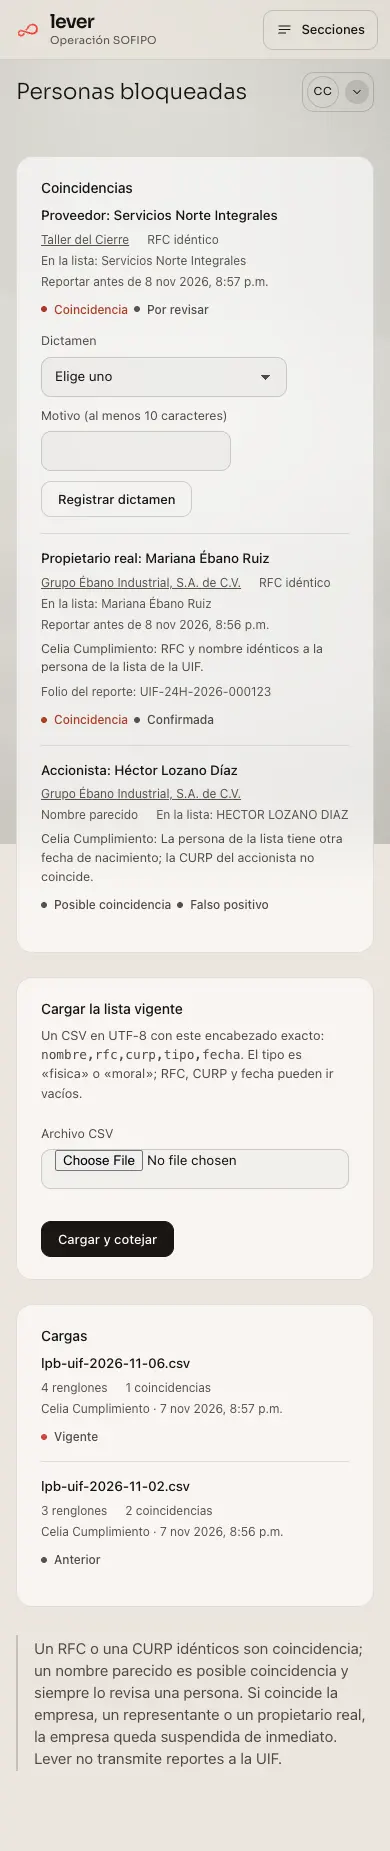 lever
Operación SOFIPO
Secciones
Personas bloqueadas
CC
Coincidencias
Proveedor: Servicios Norte Integrales
Taller del Cierre RFC idéntico
En la lista: Servicios Norte Integrales
Reportar antes de 8 nov 2026, 8:57 p.m.
Coincidencia Por revisar
Dictamen
Elige uno
Motivo (al menos 10 caracteres)
Registrar dictamen
Propietario real: Mariana Ébano Ruiz
Grupo Ébano Industrial, S.A. de C.V. RFC idéntico
En la lista: Mariana Ébano Ruiz
Reportar antes de 8 nov 2026, 8:56 p.m.
Celia Cumplimiento: RFC y nombre idénticos a la
persona de la lista de la UIF.
Folio del reporte: UIF-24H-2026-000123
Coincidencia Confirmada
Accionista: Héctor Lozano Díaz
Grupo Ébano Industrial, S.A. de C.V.
Nombre parecido En la lista: HECTOR LOZANO DIAZ
Celia Cumplimiento: La persona de la lista tiene otra
fecha de nacimiento; la CURP del accionista no
coincide.
Posible coincidencia Falso positivo
Cargar la lista vigente
Un CSV en UTF-8 con este encabezado exacto:
nombre,rfc,curp,tipo,fecha. El tipo es
«fisica» o «moral»; RFC, CURP y fecha pueden ir
vacíos.
Archivo CSV
Choose File No file chosen
Cargar y cotejar
Cargas
lpb-uif-2026-11-06.csv
4 renglones 1 coincidencias
Celia Cumplimiento · 7 nov 2026, 8:57 p.m.
Vigente
lpb-uif-2026-11-02.csv
3 renglones 2 coincidencias
Celia Cumplimiento · 7 nov 2026, 8:56 p.m.
Anterior
Un RFC o una CURP idénticos son coincidencia;
un nombre parecido es posible coincidencia y
siempre lo revisa una persona. Si coincide la
empresa, un representante o un propietario real,
la empresa queda suspendida de inmediato.
Lever no transmite reportes a la UIF.